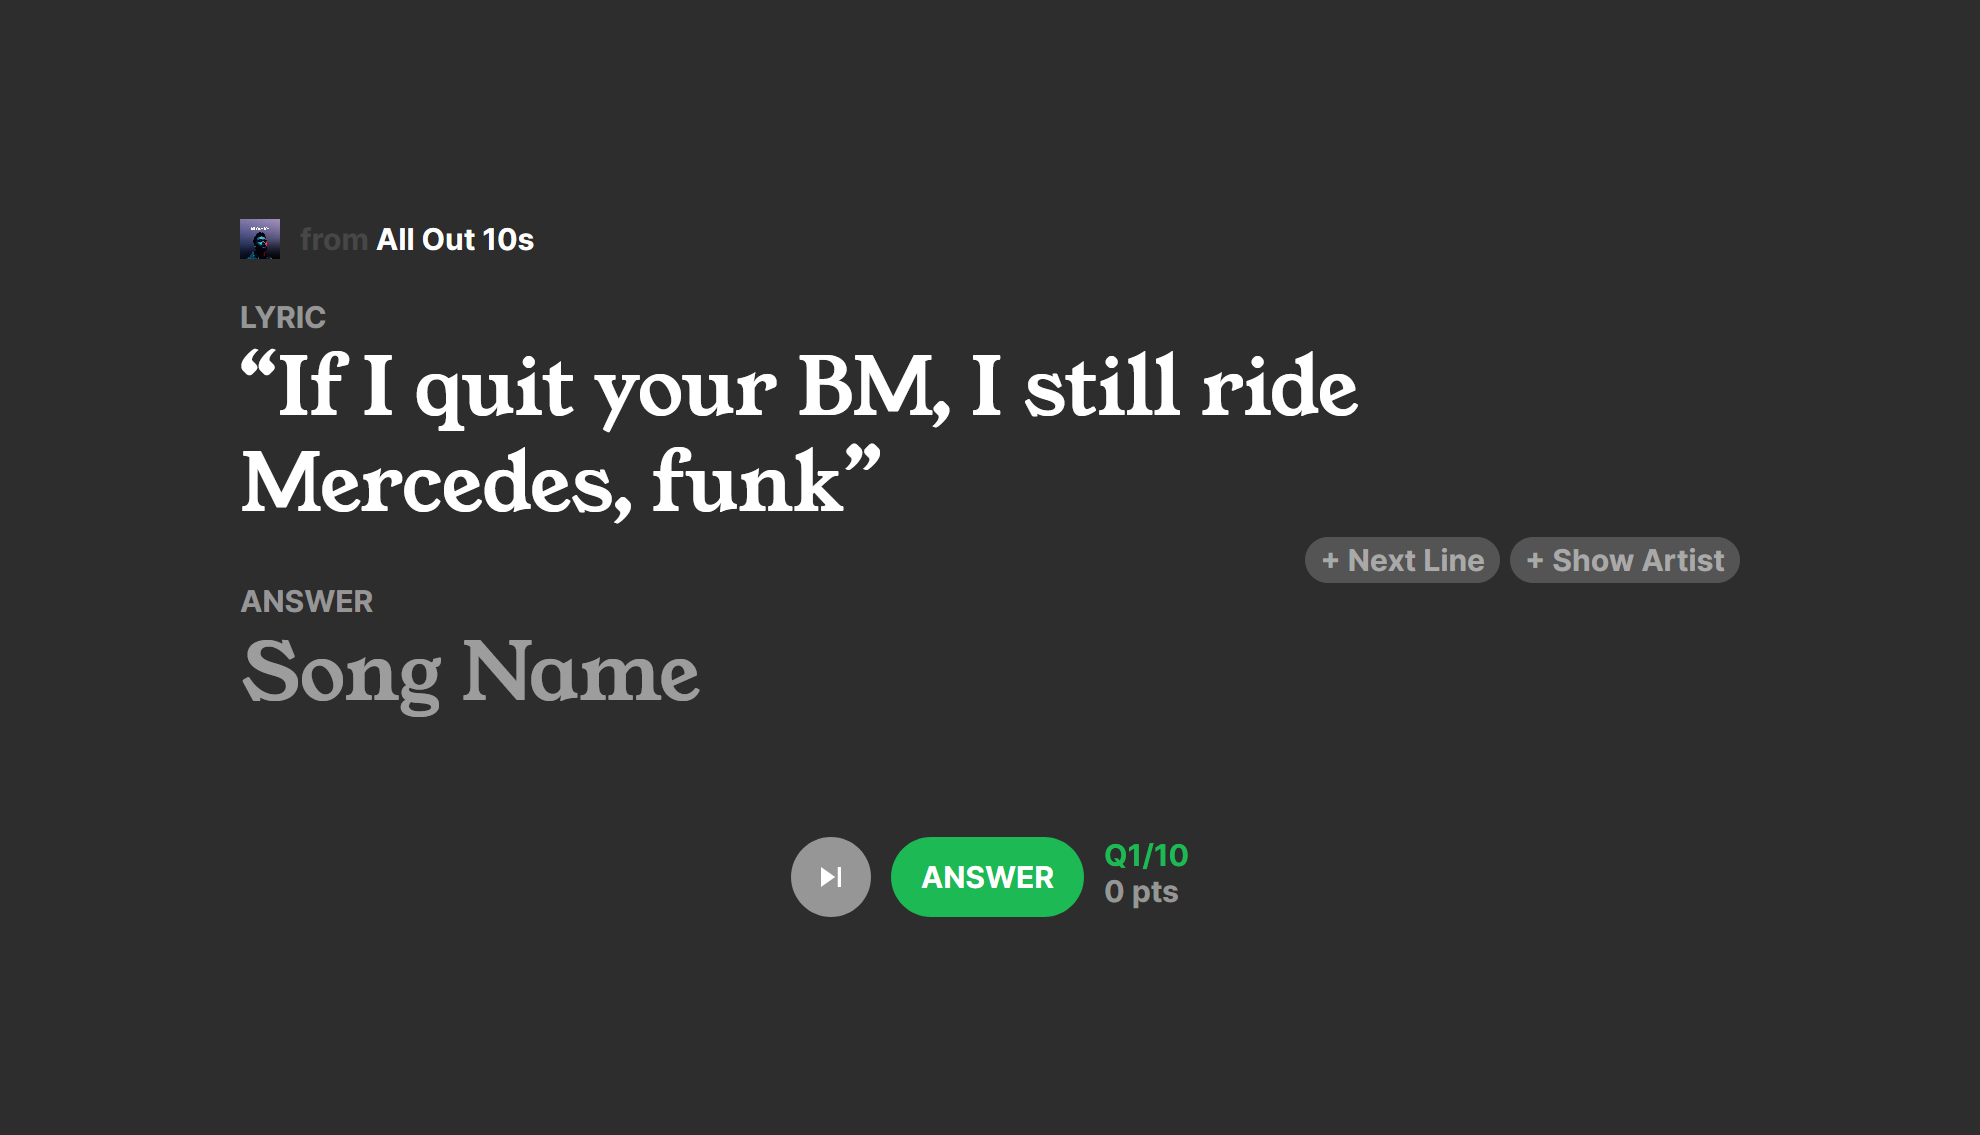 from All Out 10s
LYRIC
“If I quit your BM, I still ride
Mercedes, funk”
+ Next Line + Show Artist
ANSWER
Song Name
ANSWER
Q1/10
0 pts